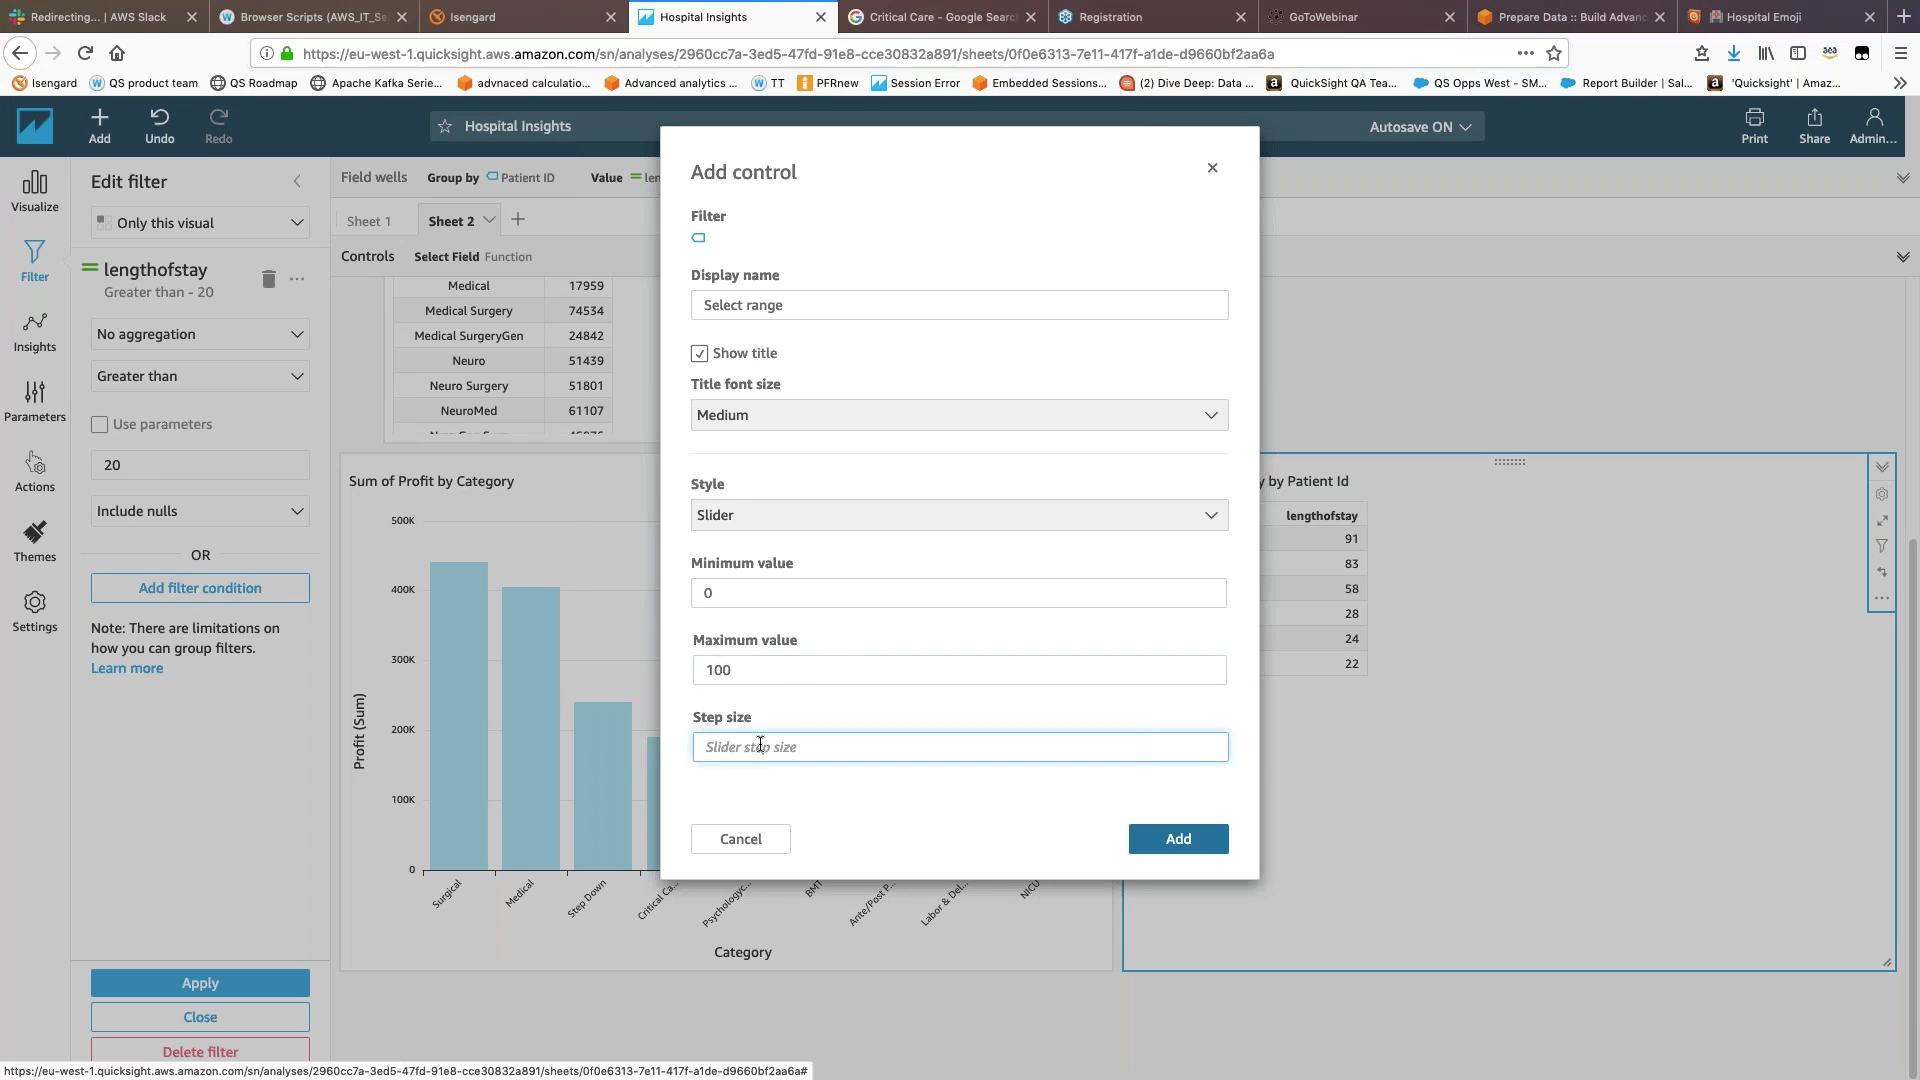 Redirecting... | AWS Slack
Browser Scripts (AWS_IT_Se
Isengard
Hospital Insights
Critical Care - Google Search
Registration
GoToWebinar
Prepare Data :: Build Advanc
Hospital Emoji
https://eu-west-1.quicksight.aws.amazon.com/sn/analyses/2960cc7a-3ed5-47fd-91e8-cce30832a891/sheets/0f0e6313-7e11-417f-a1de-d9660bf2aa6a
Isengard
QS product team
QS Roadmap
Apache Kafka Serie...
advnaced calculatio...
Advanced analytics ...
TT
PFRnew
Session Error
Embedded Sessions...
(2) Dive Deep: Data ...
QuickSight QA Tea...
QS Opps West - SM...
Report Builder | Sal...
'Quicksight' | Amaz...
Add
Undo
Redo
Hospital Insights
Autosave ON
Print
Share
Admin...
Visualize
Filter
Insights
Parameters
Actions
Themes
Settings
Edit filter
Only this visual
lengthofstay
Greater than - 20
No aggregation
Greater than
Use parameters
20
Include nulls
OR
Add filter condition
Note: There are limitations on
how you can group filters.
Learn more
Apply
Close
Delete filter
Field wells
Group by
Patient ID
Value
len
Sheet 1
Sheet 2
Controls
Select Field
Function
Medical 17959
Medical Surgery 74534
Medical SurgeryGen 24842
Neuro 51439
Neuro Surgery 51801
NeuroMed 61107
Sum of Profit by Category
500K
400K
300K
200K
100K
0
Profit (Sum)
Surgical
Medical
Step Down
Critical Ca...
Psychologyc...
BMT
Ante/Post P...
Labor & Del...
NICU
Category
Add control
Filter
Display name
Select range
Show title
Title font size
Medium
Style
Slider
Minimum value
0
Maximum value
100
Step size
Slider step size
Cancel
Add
y by Patient Id
lengthofstay
91
83
58
28
24
22
https://eu-west-1.quicksight.aws.amazon.com/sn/analyses/2960cc7a-3ed5-47fd-91e8-cce30832a891/sheets/0f0e6313-7e11-417f-a1de-d9660bf2aa6a#